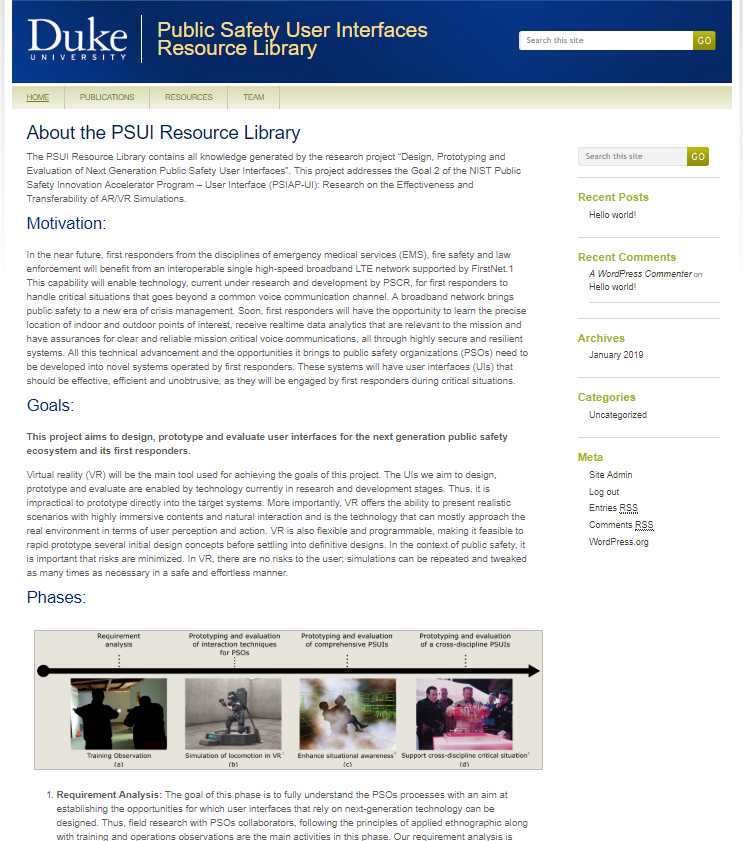 Duke
UNIVERSITY
Public Safety User Interfaces
Resource Library
Search this site
GO
HOME
PUBLICATIONS
RESOURCES
TEAM
About the PSUI Resource Library
The PSUI Resource Library contains all knowledge generated by the research project “Design, Prototyping and
Evaluation of Next Generation Public Safety User Interfaces”. This project addresses the Goal 2 of the NIST Public
Safety Innovation Accelerator Program – User Interface (PSIAP-UI): Research on the Effectiveness and
Transferability of AR/VR Simulations.
Motivation:
In the near future, first responders from the disciplines of emergency medical services (EMS), fire safety and law
enforcement will benefit from an interoperable single high-speed broadband LTE network supported by FirstNet.1
This capability will enable technology, current under research and development by PSCR, for first responders to
handle critical situations that goes beyond a common voice communication channel. A broadband network brings
public safety to a new era of crisis management. Soon, first responders will have the opportunity to learn the precise
location of indoor and outdoor points of interest, receive realtime data analytics that are relevant to the mission and
have assurances for clear and reliable mission critical voice communications, all through highly secure and resilient
systems. All this technical advancement and the opportunities it brings to public safety organizations (PSOs) need to
be developed into novel systems operated by first responders. These systems will have user interfaces (UIs) that
should be effective, efficient and unobtrusive, as they will be engaged by first responders during critical situations.
Goals:
This project aims to design, prototype and evaluate user interfaces for the next generation public safety
ecosystem and its first responders.
Virtual reality (VR) will be the main tool used for achieving the goals of this project. The UIs we aim to design,
prototype and evaluate are enabled by technology currently in research and development stages. Thus, it is
impractical to prototype directly into the target systems. More importantly, VR offers the ability to present realistic
scenarios with highly immersive contents and natural interaction and is the technology that can mostly approach the
real environment in terms of user perception and action. VR is also flexible and programmable, making it feasible to
rapid prototype several initial design concepts before settling into definitive designs. In the context of public safety, it
is important that risks are minimized. In VR, there are no risks to the user; simulations can be repeated and tweaked
as many times as necessary in a safe and effortless manner.
Phases:
Requirement
analysis
Prototyping and evaluation
of interaction techniques
for PSOs
Prototyping and evaluation
of comprehensive PSUIs
Prototyping and evaluation
of a cross-discipline PSUIs
Training Observation
(a)
Simulation of locomotion in VR¹
(b)
Enhance situational awareness
(c)
Support cross-discipline critical situation
(d)
1. Requirement Analysis: The goal of this phase is to fully understand the PSOs processes with an aim at
establishing the opportunities for which user interfaces that rely on next-generation technology can be
designed. Thus, field research with PSOs collaborators, following the principles of applied ethnographic along
with training and operations observations are the main activities in this phase. Our requirement analysis is
Search this site
GO
Recent Posts
Hello world!
Recent Comments
A WordPress Commenter on
Hello world!
Archives
January 2019
Categories
Uncategorized
Meta
Site Admin
Log out
Entries RSS
Comments RSS
WordPress.org